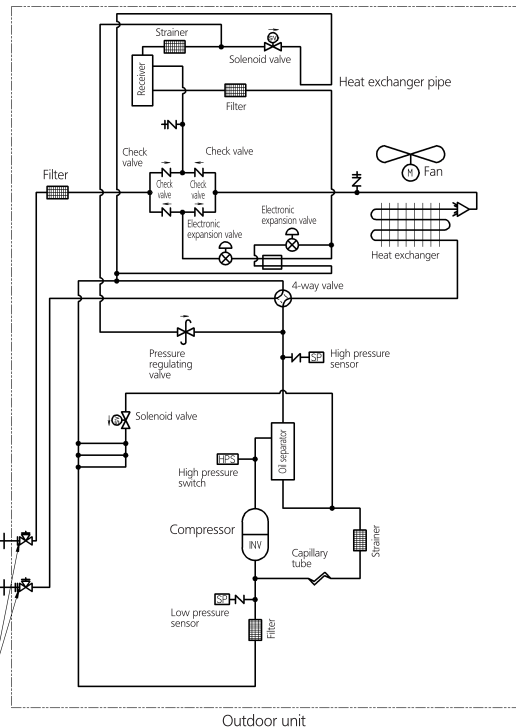 Strainer
SV
Solenoid valve
Receiver
Heat exchanger pipe
Filter
Check
valve
Check valve
Filter
Check
valve
Check
valve
M
Fan
Electronic
expansion valve
Electronic
expansion valve
Heat exchanger
4-way valve
Pressure
regulating
valve
SP
High pressure
sensor
SV
Solenoid valve
Oil separator
HPS
High pressure
switch
Compressor
INV
Capillary
tube
Strainer
SP
Low pressure
sensor
Filter
Outdoor unit